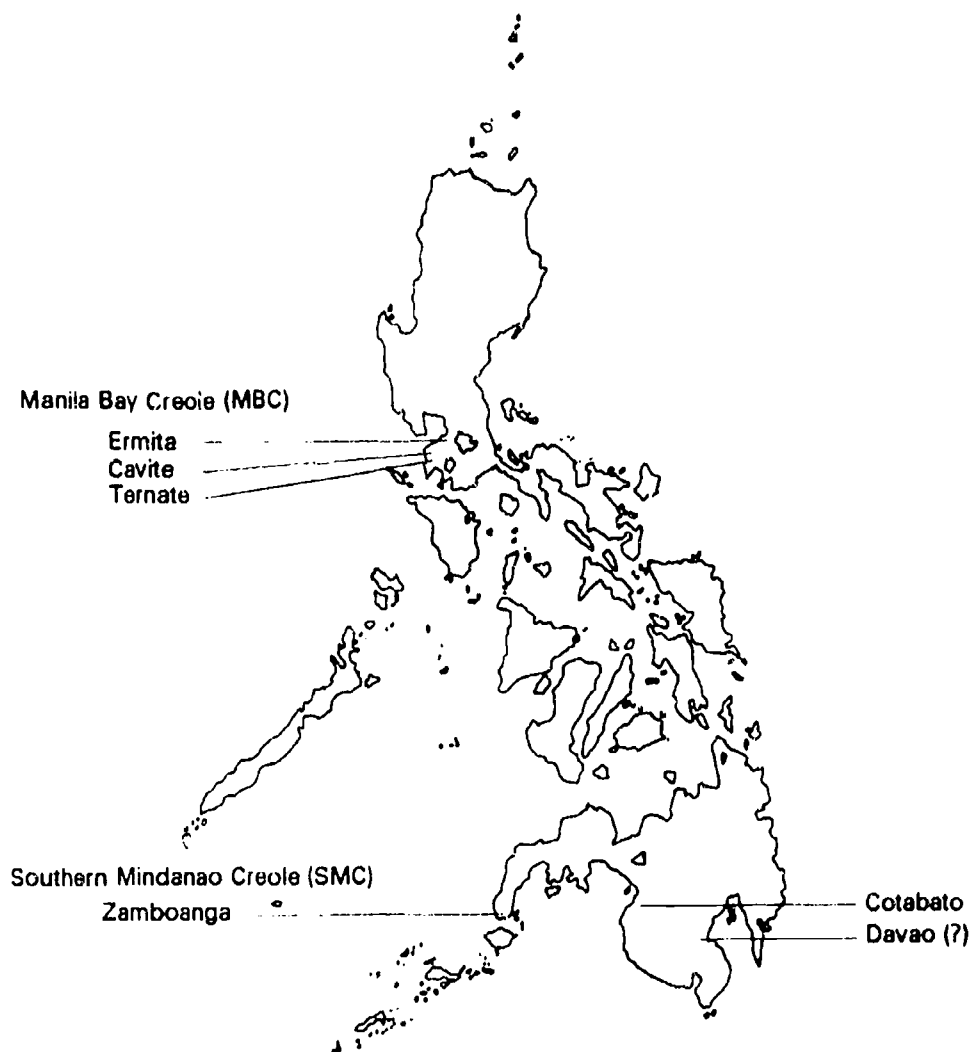 Manila Bay Creole (MBC)
Ermita
Cavite
Ternate
Southern Mindanao Creole (SMC)
Zamboanga
Cotabato
Davao (?)